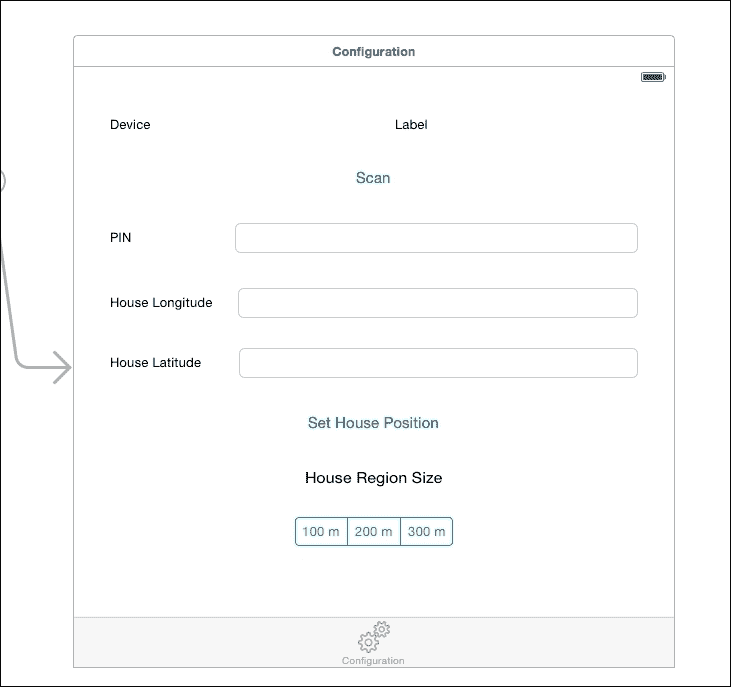 Configuration
Device Label
Scan
PIN
House Longitude
House Latitude
Set House Position
House Region Size
100 m 200 m 300 m
Configuration